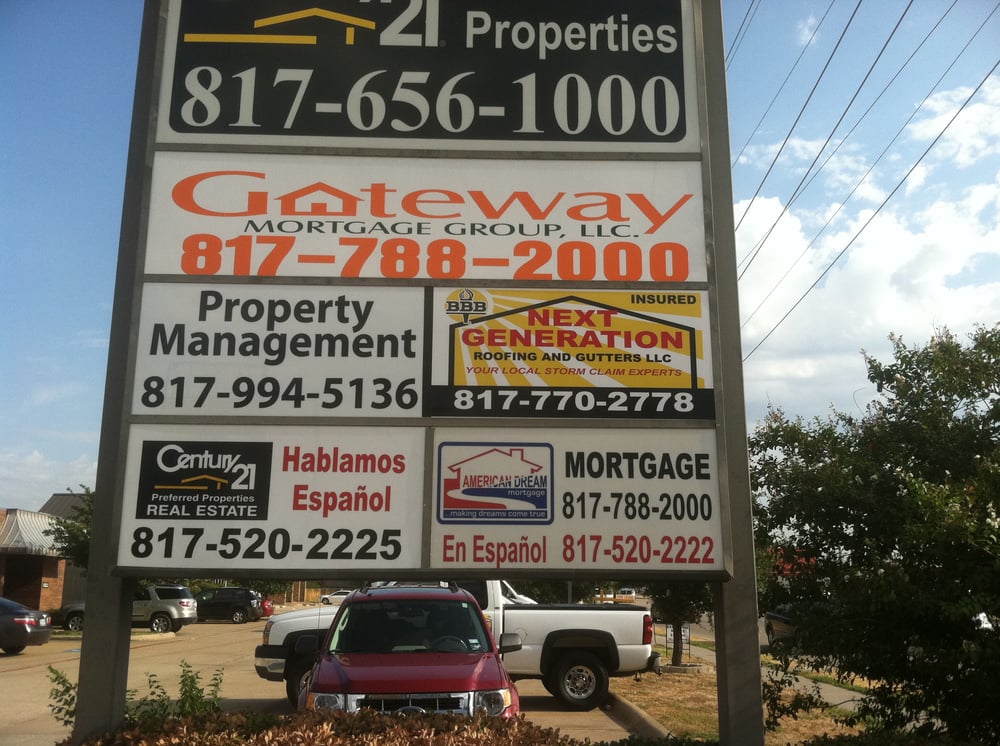 21 Properties
817-656-1000
Gateway
MORTGAGE GROUP, LLC.
817-788-2000
Property
Management
817-994-5136
BBB
INSURED
NEXT
GENERATION
ROOFING AND GUTTERS LLC
YOUR LOCAL STORM CLAIM EXPERTS
817-770-2778
Century 21
Preferred Properties
REAL ESTATE
Hablamos
Español
817-520-2225
AMERICAN DREAM
mortgage
...making dreams come true
MORTGAGE
817-788-2000
En Español 817-520-2222